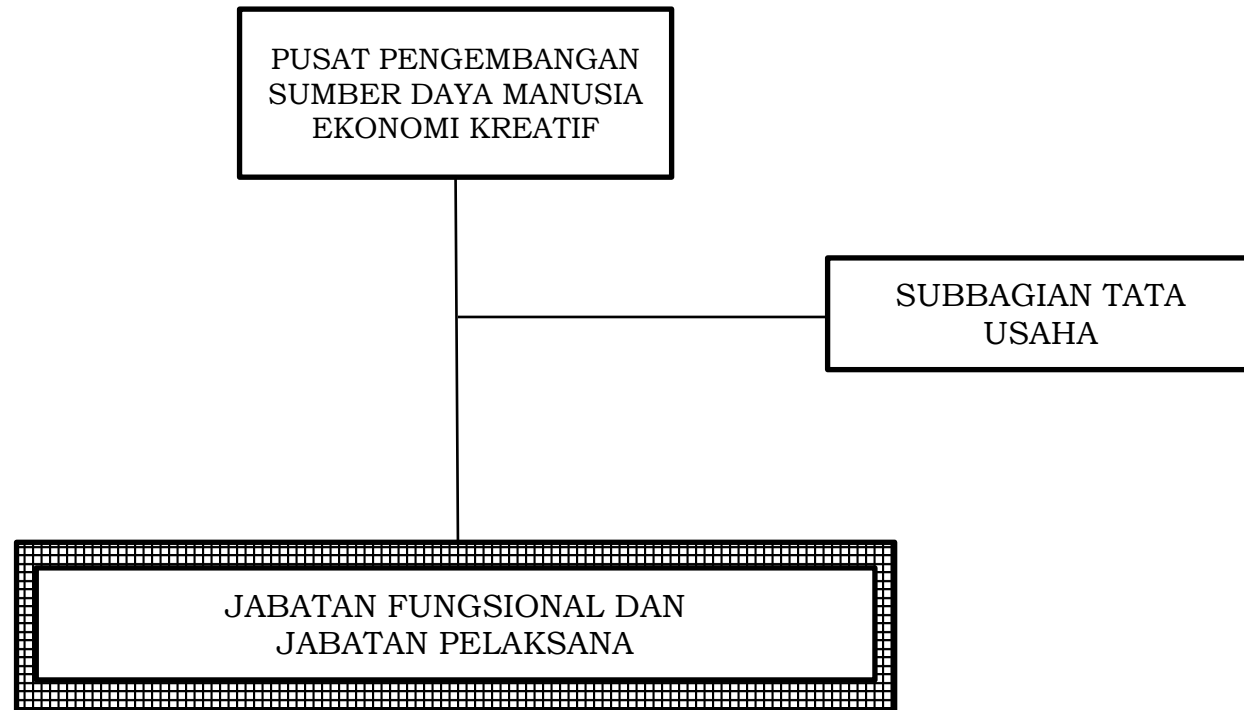 PUSAT PENGEMBANGAN
SUMBER DAYA MANUSIA
EKONOMI KREATIF
SUBBAGIAN TATA
USAHA
JABATAN FUNGSIONAL DAN
JABATAN PELAKSANA